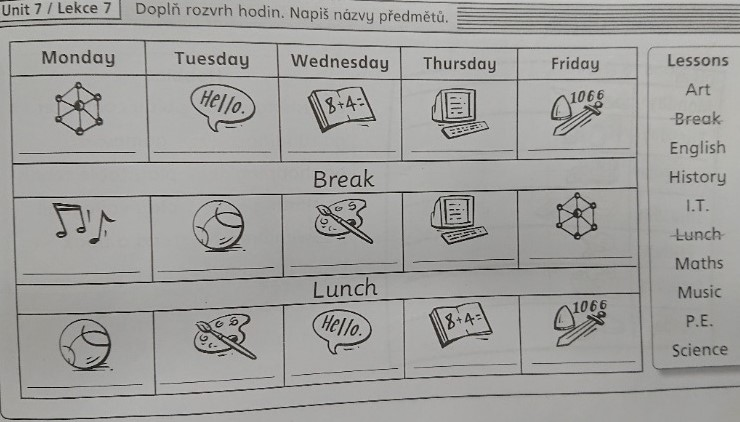 Unit 7 / Lekce 7
Doplň rozvrh hodin. Napiš názvy předmětů.
Monday Tuesday Wednesday Thursday Friday
Hello. 8+4= 1066
Break
Lunch
Hello. 8+4= 1066
Lessons
Art
Break
English
History
I.T.
Lunch
Maths
Music
P.E.
Science